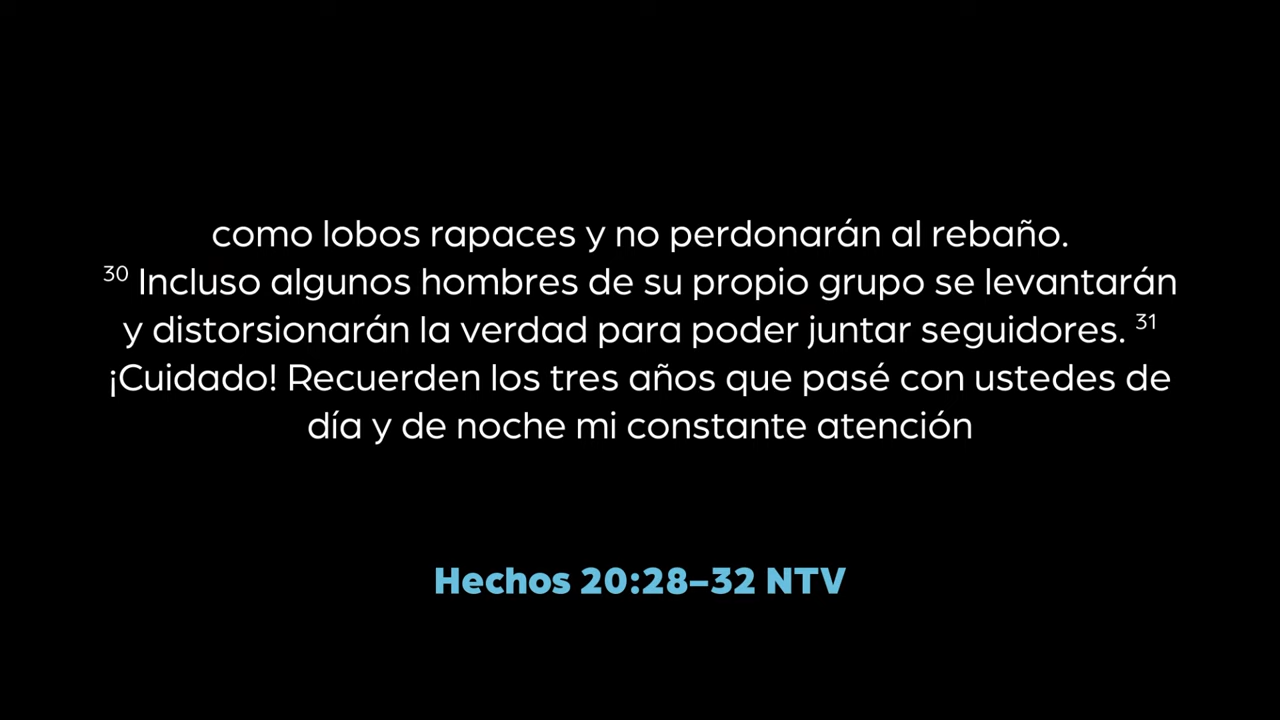 como lobos rapaces y no perdonarán al rebaño.
³⁰ Incluso algunos hombres de su propio grupo se levantarán
y distorsionarán la verdad para poder juntar seguidores. ³¹
¡Cuidado! Recuerden los tres años que pasé con ustedes de
día y de noche mi constante atención
Hechos 20:28–32 NTV